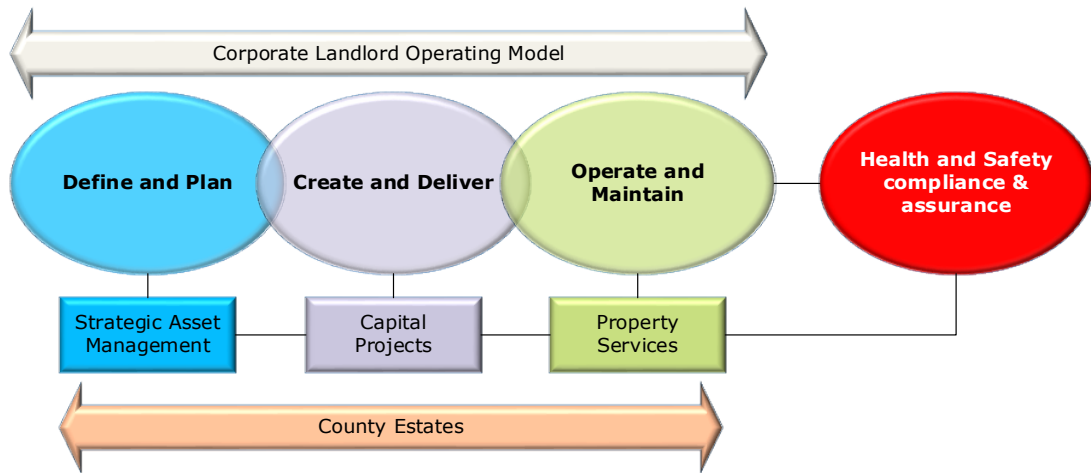 Corporate Landlord Operating Model
Define and Plan
Create and Deliver
Operate and
Maintain
Health and Safety
compliance &
assurance
Strategic Asset
Management
Capital
Projects
Property
Services
County Estates